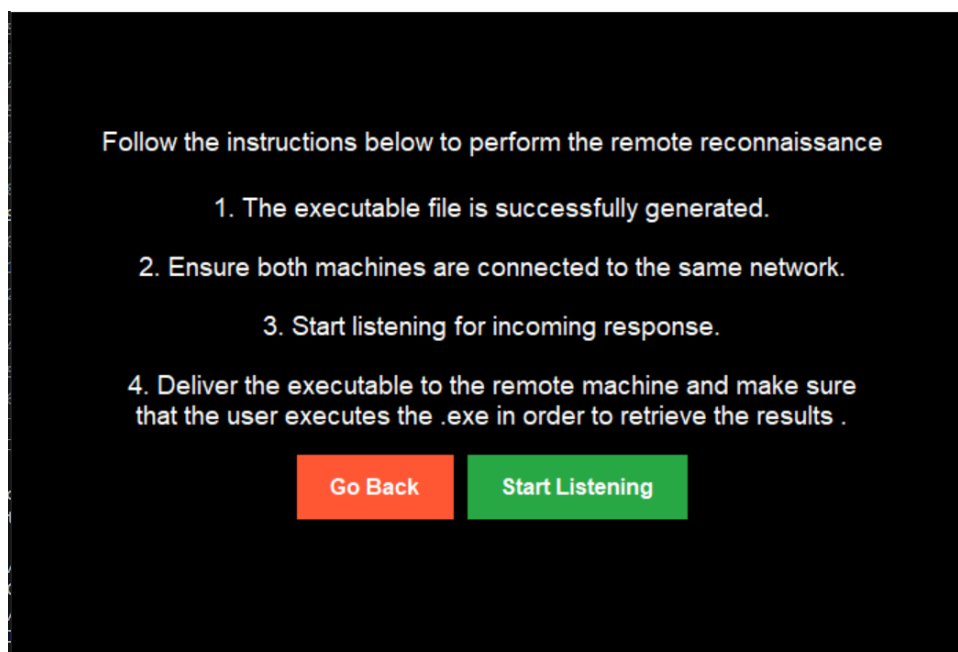 Follow the instructions below to perform the remote reconnaissance
1. The executable file is successfully generated.
2. Ensure both machines are connected to the same network.
3. Start listening for incoming response.
4. Deliver the executable to the remote machine and make sure
that the user executes the .exe in order to retrieve the results .
Go Back
Start Listening